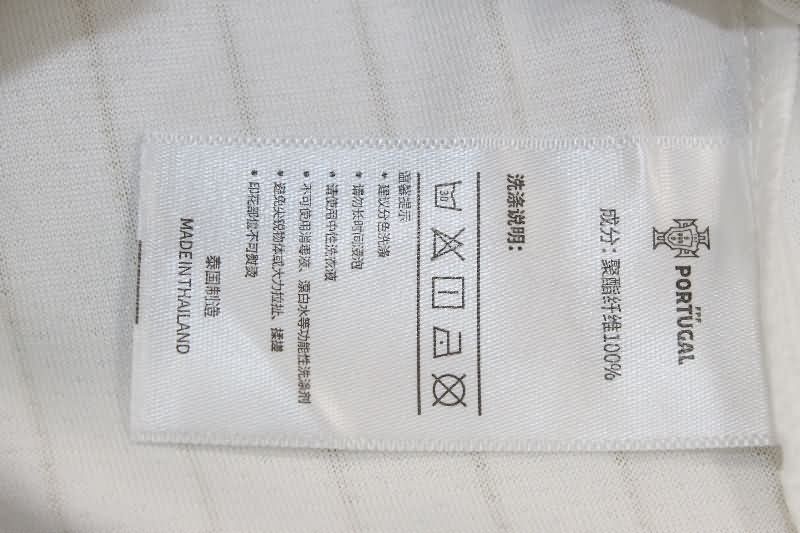 FPF
PORTUGAL
成分：聚酯纤维100%
洗涤说明：
30
温馨提示
• 建议分色洗涤
• 请勿长时间浸泡
• 请使用中性洗衣液
• 不可使用消毒液、漂白水等功能性洗涤剂
• 避免尖锐物体或大力拉扯、揉搓
• 印花部位不可熨烫
泰国制造
MADEINTHAILAND